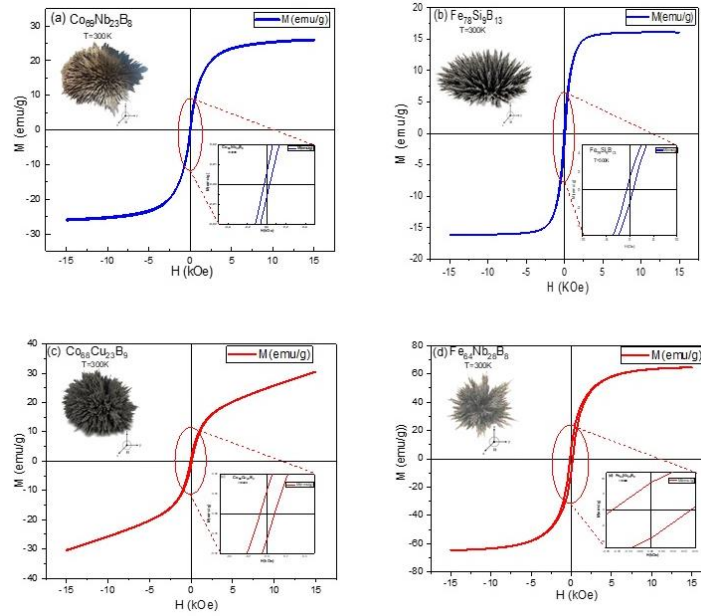 (a) Co69Nb23B8
T=300K
M (emu/g)
30
20
10
0
-10
-20
-30
M (emu/g)
-15 -10 -5 0 5 10 15
H (kOe)
(b) Fe78Si9B13
T=300K
M(emu/g)
20
15
10
5
0
-5
-10
-15
-20
M (emu/g)
Fe78Si9B13
T=300K
-15 -10 -5 0 5 10 15
H (KOe)
(c) Co68Cu23B9
T=300K
M (emu/g)
40
30
20
10
0
-10
-20
-30
-40
M (emu/g)
-15 -10 -5 0 5 10 15
H (kOe)
(d) Fe64Nb28B8
T=300K
M(emu/g)
80
60
40
20
0
-20
-40
-60
-80
M (emu/g))
-15 -10 -5 0 5 10 15
H (kOe)